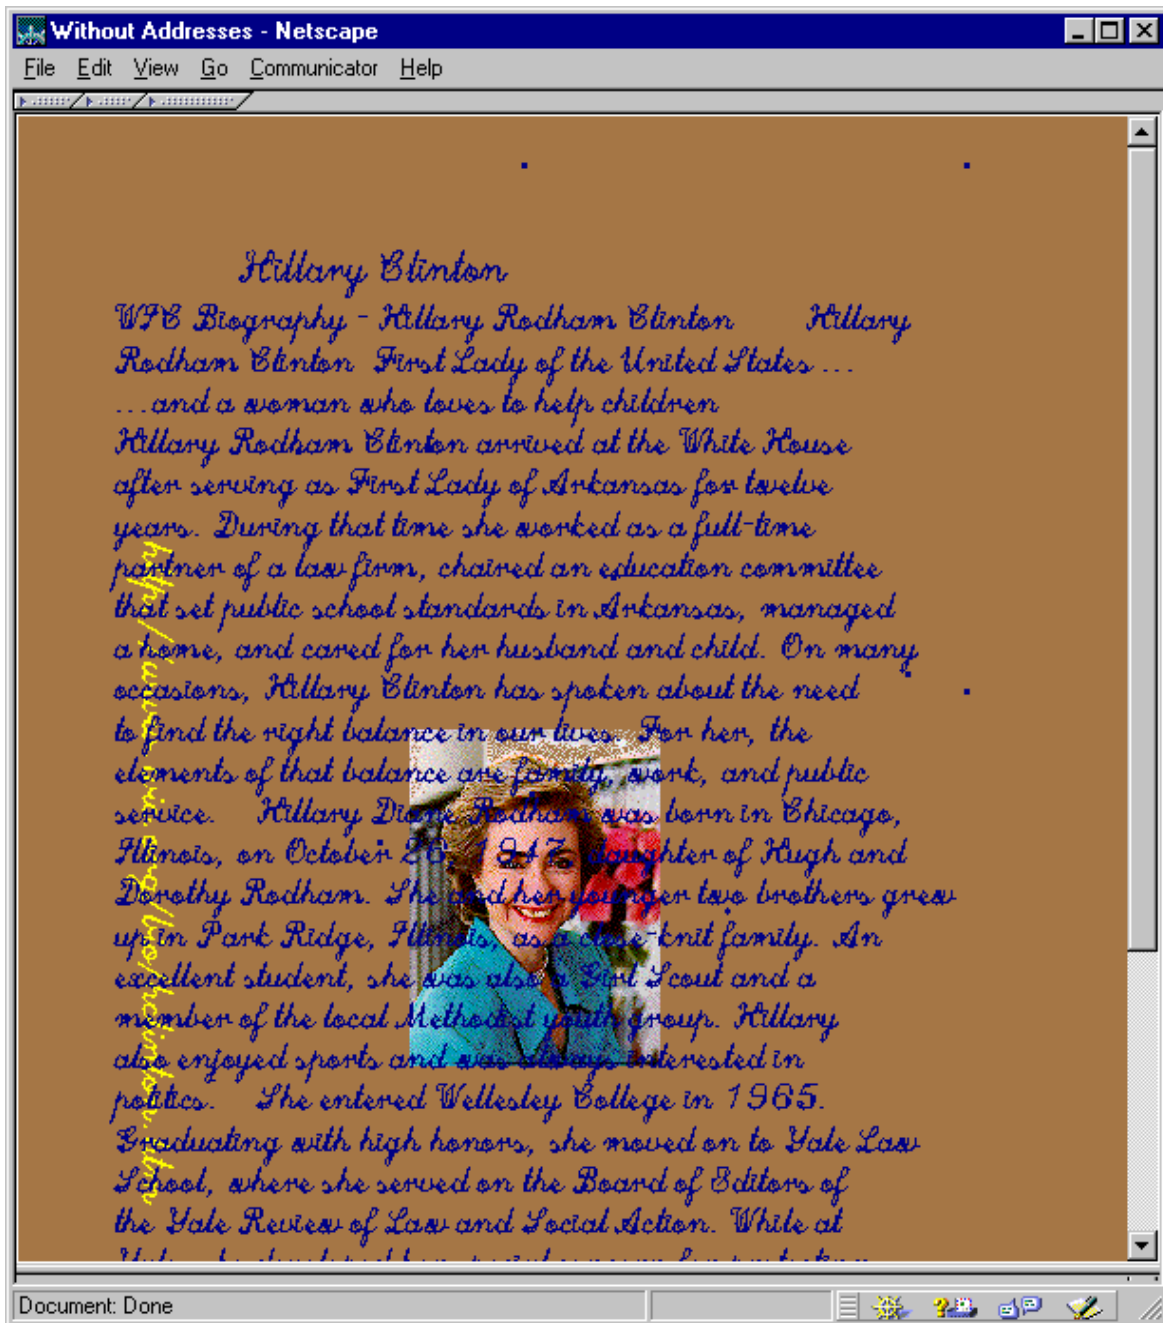 Without Addresses - Netscape
File Edit View Go Communicator Help
Hillary Clinton
WIC Biography - Hillary Rodham Clinton Hillary
Rodham Clinton First Lady of the United States ...
...and a woman who loves to help children
Hillary Rodham Clinton arrived at the White House
after serving as First Lady of Arkansas for twelve
years. During that time she worked as a full-time
partner of a law firm, chaired an education committee
that set public school standards in Arkansas, managed
a home, and cared for her husband and child. On many
occasions, Hillary Clinton has spoken about the need
to find the right balance in our lives. For her, the
elements of that balance are family, work, and public
service. Hillary Diane Rodham was born in Chicago,
Illinois, on October 26, 1947, daughter of Hugh and
Dorothy Rodham. She and her younger two brothers grew
up in Park Ridge, Illinois, as a close-knit family. An
excellent student, she was also a Girl Scout and a
member of the local Methodist youth group. Hillary
also enjoyed sports and was always interested in
politics. She entered Wellesley College in 1965.
Graduating with high honors, she moved on to Yale Law
School, where she served on the Board of Editors of
the Yale Review of Law and Social Action. While at
Document: Done